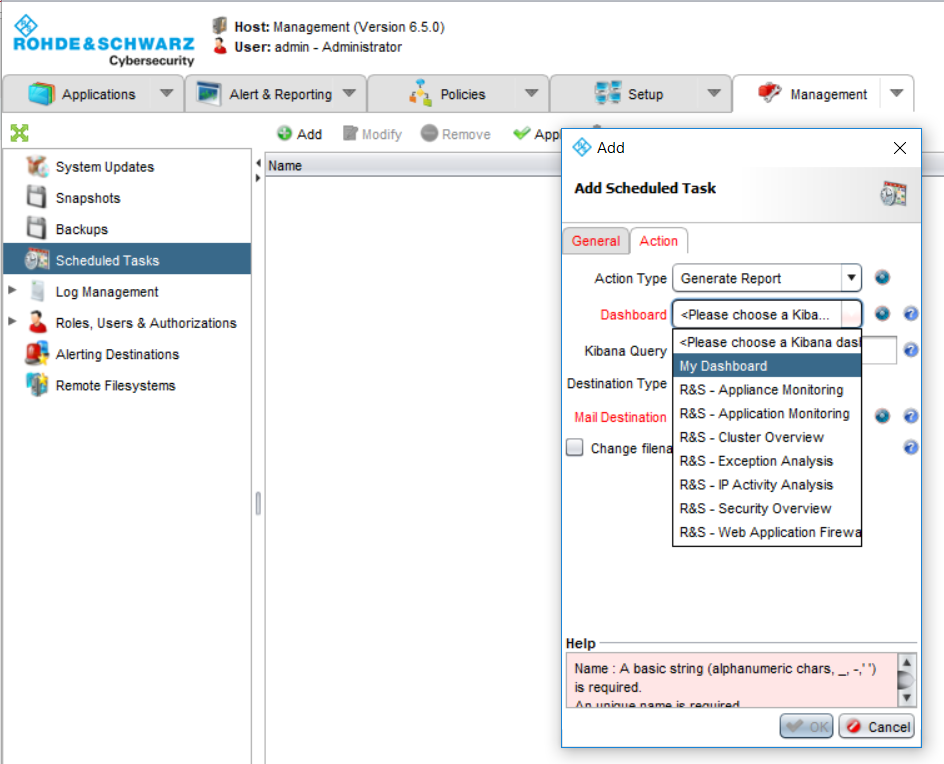 ROHDE & SCHWARZ
Cybersecurity
Host: Management (Version 6.5.0)
User: admin - Administrator
Applications
Alert & Reporting
Policies
Setup
Management
Add
Modify
Remove
System Updates
Snapshots
Backups
Scheduled Tasks
Log Management
Roles, Users & Authorizations
Alerting Destinations
Remote Filesystems
Name
Add
Add Scheduled Task
General
Action
Action Type
Generate Report
Dashboard
<Please choose a Kiba...
Kibana Query
<Please choose a Kibana das
My Dashboard
R&S - Appliance Monitoring
R&S - Application Monitoring
R&S - Cluster Overview
R&S - Exception Analysis
R&S - IP Activity Analysis
R&S - Security Overview
R&S - Web Application Firewa
Destination Type
Mail Destination
Change filena
Help
Name : A basic string (alphanumeric chars, _, -,' ')
is required.
An unique name is required
OK
Cancel